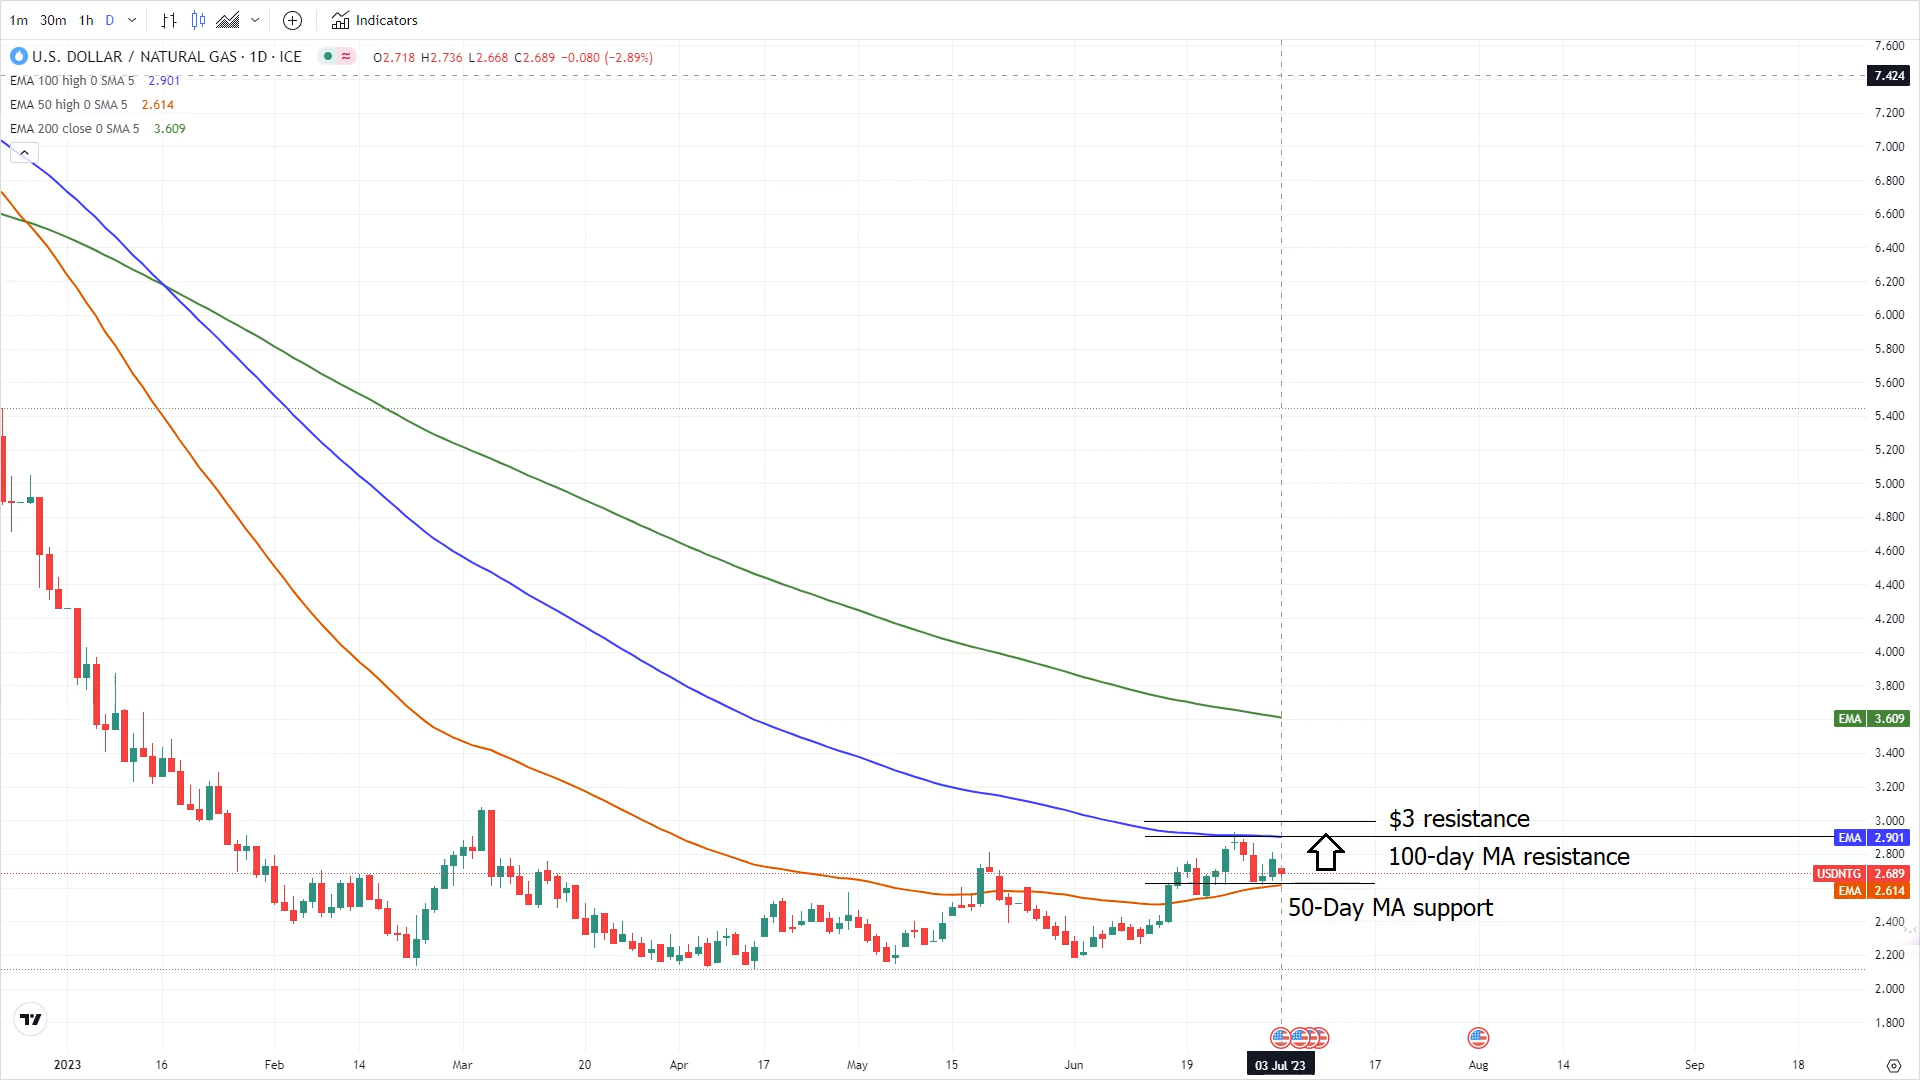 1m 30m 1h D Indicators
U.S. DOLLAR / NATURAL GAS · 1D · ICE O2.718 H2.736 L2.668 C2.689 −0.080 (−2.89%)
EMA 100 high 0 SMA 5 2.901
EMA 50 high 0 SMA 5 2.614
EMA 200 close 0 SMA 5 3.609
7.600
7.424
7.200
7.000
6.800
6.600
6.400
6.200
6.000
5.800
5.600
5.400
5.200
5.000
4.800
4.600
4.400
4.200
4.000
3.800
EMA 3.609
3.400
3.200
3.000
$3 resistance
EMA 2.901
2.800
100-day MA resistance
USDNTG 2.689
EMA 2.614
50-Day MA support
2.400
2.200
2.000
1.800
2023 16 Feb 14 Mar 20 Apr 17 May 15 Jun 19 03 Jul '23 17 Aug 14 Sep 18